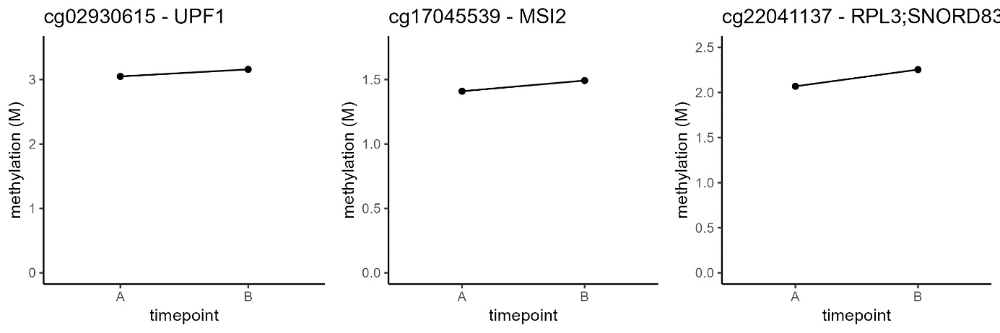 cg02930615 - UPF1
3
2
1
0
methylation (M)
A B
timepoint
cg17045539 - MSI2
1.5
1.0
0.5
0.0
methylation (M)
A B
timepoint
cg22041137 - RPL3;SNORD83
2.5
2.0
1.5
1.0
0.5
0.0
methylation (M)
A B
timepoint